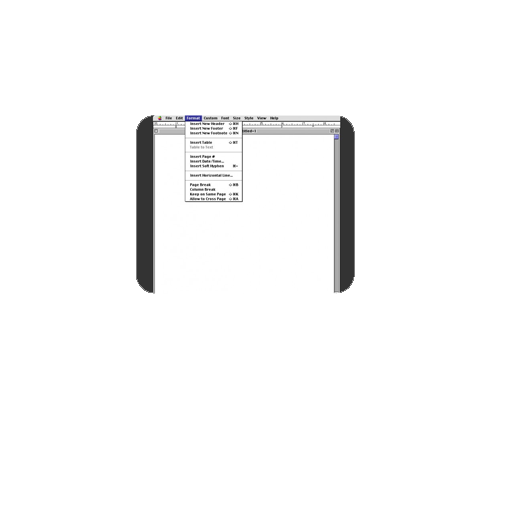 File Edit Format Custom Font Size Style View Help
Insert New Header ⇧⌘H
Insert New Footer ⇧⌘F
Insert New Footnote ⇧⌘N
Insert Table ⇧⌘T
Table to Text
Insert Page #
Insert Date/Time...
Insert Soft Hyphen ⌘-
Insert Horizontal Line...
Page Break ⇧⌘B
Column Break
Keep on Same Page ⇧⌘K
Allow to Cross Page ⇧⌘A